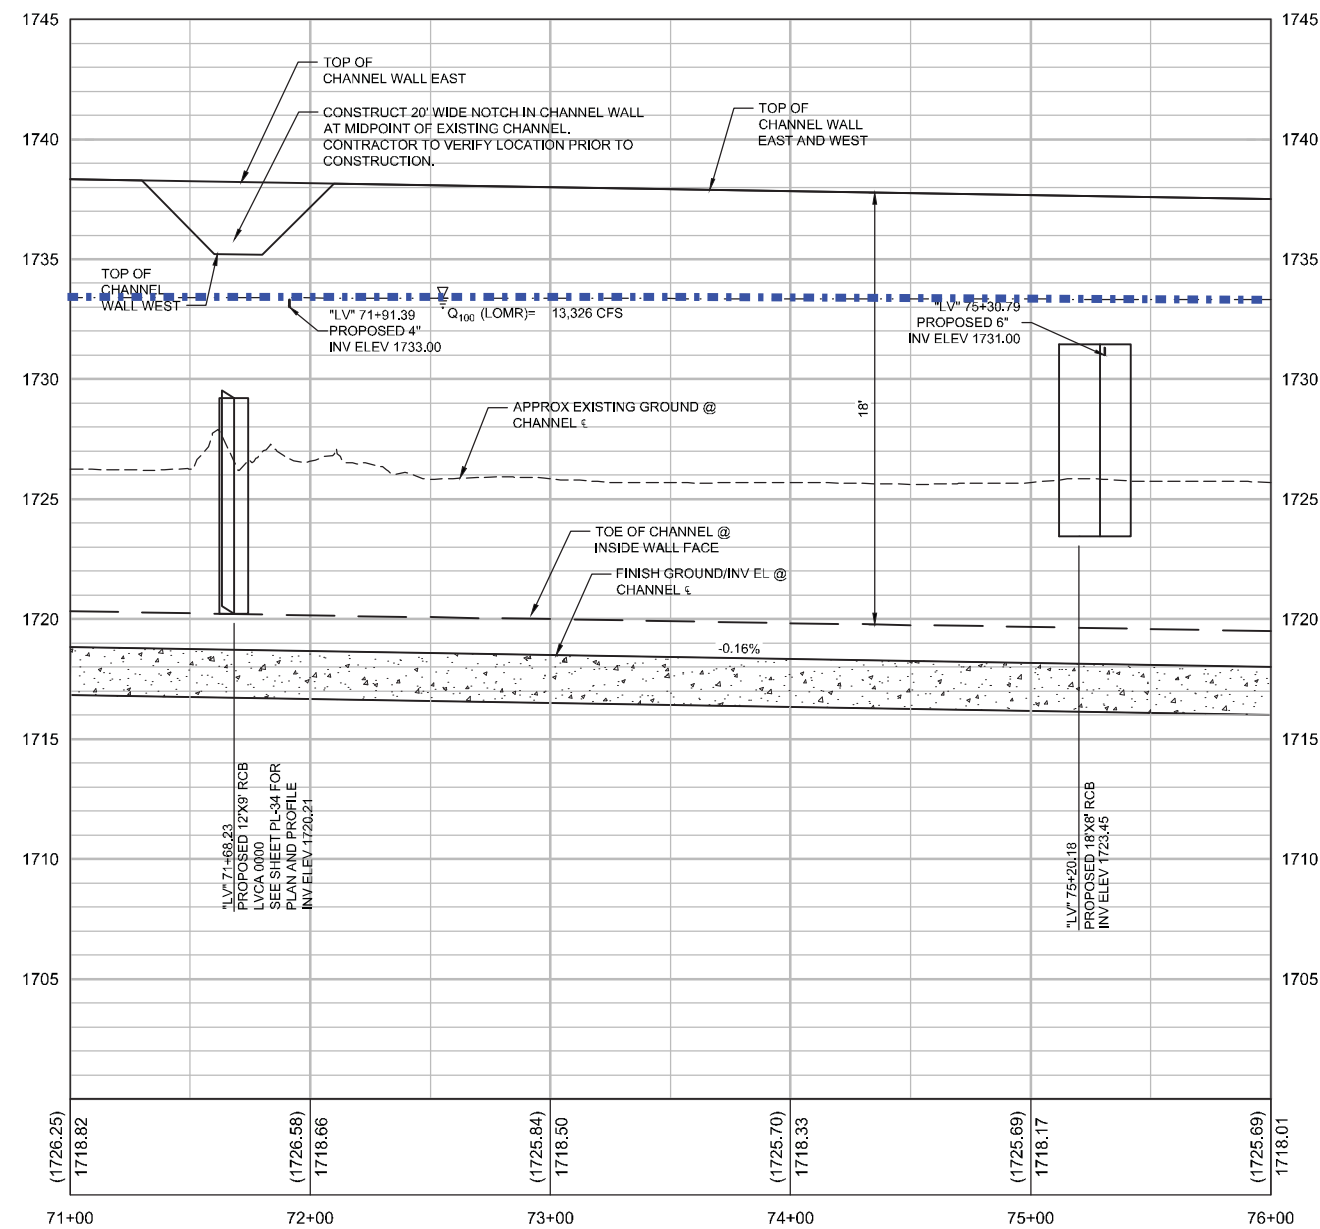 1745
1745
TOP OF
CHANNEL WALL EAST
CONSTRUCT 20' WIDE NOTCH IN CHANNEL WALL
AT MIDPOINT OF EXISTING CHANNEL.
CONTRACTOR TO VERIFY LOCATION PRIOR TO
CONSTRUCTION.
TOP OF
CHANNEL WALL
EAST AND WEST
1740
1740
1735
1735
TOP OF
CHANNEL
WALL WEST
"LV" 71+91.39
PROPOSED 4"
INV ELEV 1733.00
Q100 (LOMR)= 13,326 CFS
"LV" 75+30.79
PROPOSED 6"
INV ELEV 1731.00
1730
1730
18'
APPROX EXISTING GROUND @
CHANNEL ℄
1725
1725
TOE OF CHANNEL @
INSIDE WALL FACE
FINISH GROUND/INV EL @
CHANNEL ℄
1720
1720
-0.16%
1715
1715
"LV" 71+68.23
PROPOSED 12'X9' RCB
LVCA 0000
SEE SHEET PL-34 FOR
PLAN AND PROFILE
INV ELEV 1720.21
"LV" 75+20.18
PROPOSED 18'X8' RCB
INV ELEV 1723.45
1710
1710
1705
1705
(1726.25)
1718.82
(1726.58)
1718.66
(1725.84)
1718.50
(1725.70)
1718.33
(1725.69)
1718.17
(1725.69)
1718.01
71+00
72+00
73+00
74+00
75+00
76+00